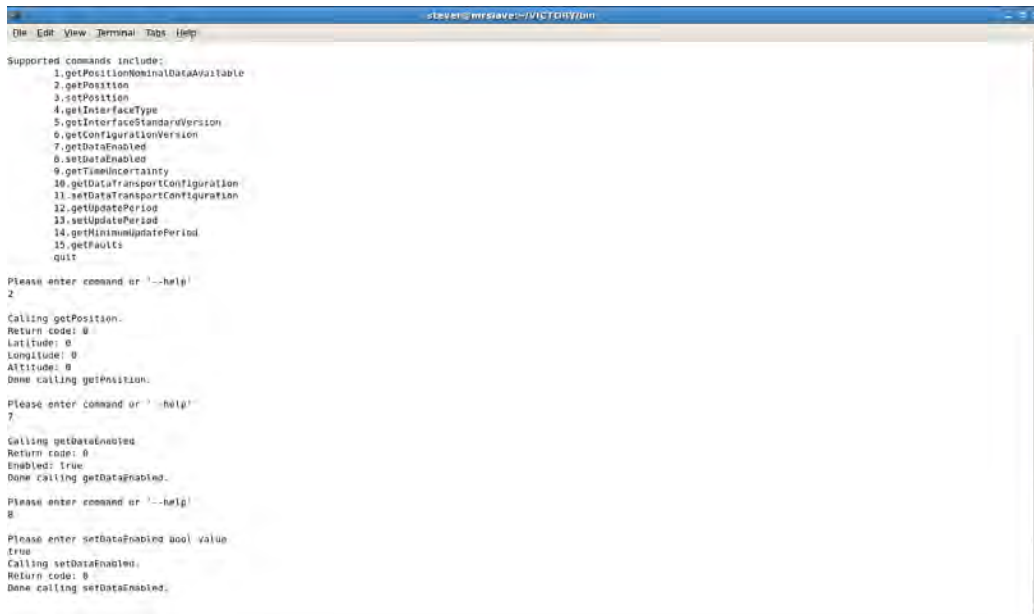 stever@mrslave:~/VICTORY/bin
File Edit View Terminal Tabs Help
Supported commands include:
1.getPositionNominalDataAvailable
2.getPosition
3.setPosition
4.getInterfaceType
5.getInterfaceStandardVersion
6.getConfigurationVersion
7.getDataEnabled
8.setDataEnabled
9.getTimeUncertainty
10.getDataTransportConfiguration
11.setDataTransportConfiguration
12.getUpdatePeriod
13.setUpdatePeriod
14.getMinimumUpdatePeriod
15.getFaults
quit
Please enter command or '--help'
2
Calling getPosition.
Return code: 0
Latitude: 0
Longitude: 0
Altitude: 0
Done calling getPosition.
Please enter command or '--help'
7
Calling getDataEnabled
Return code: 0
Enabled: true
Done calling getDataEnabled.
Please enter command or '--help'
8
Please enter setDataEnabled bool value
true
Calling setDataEnabled.
Return code: 0
Done calling setDataEnabled.